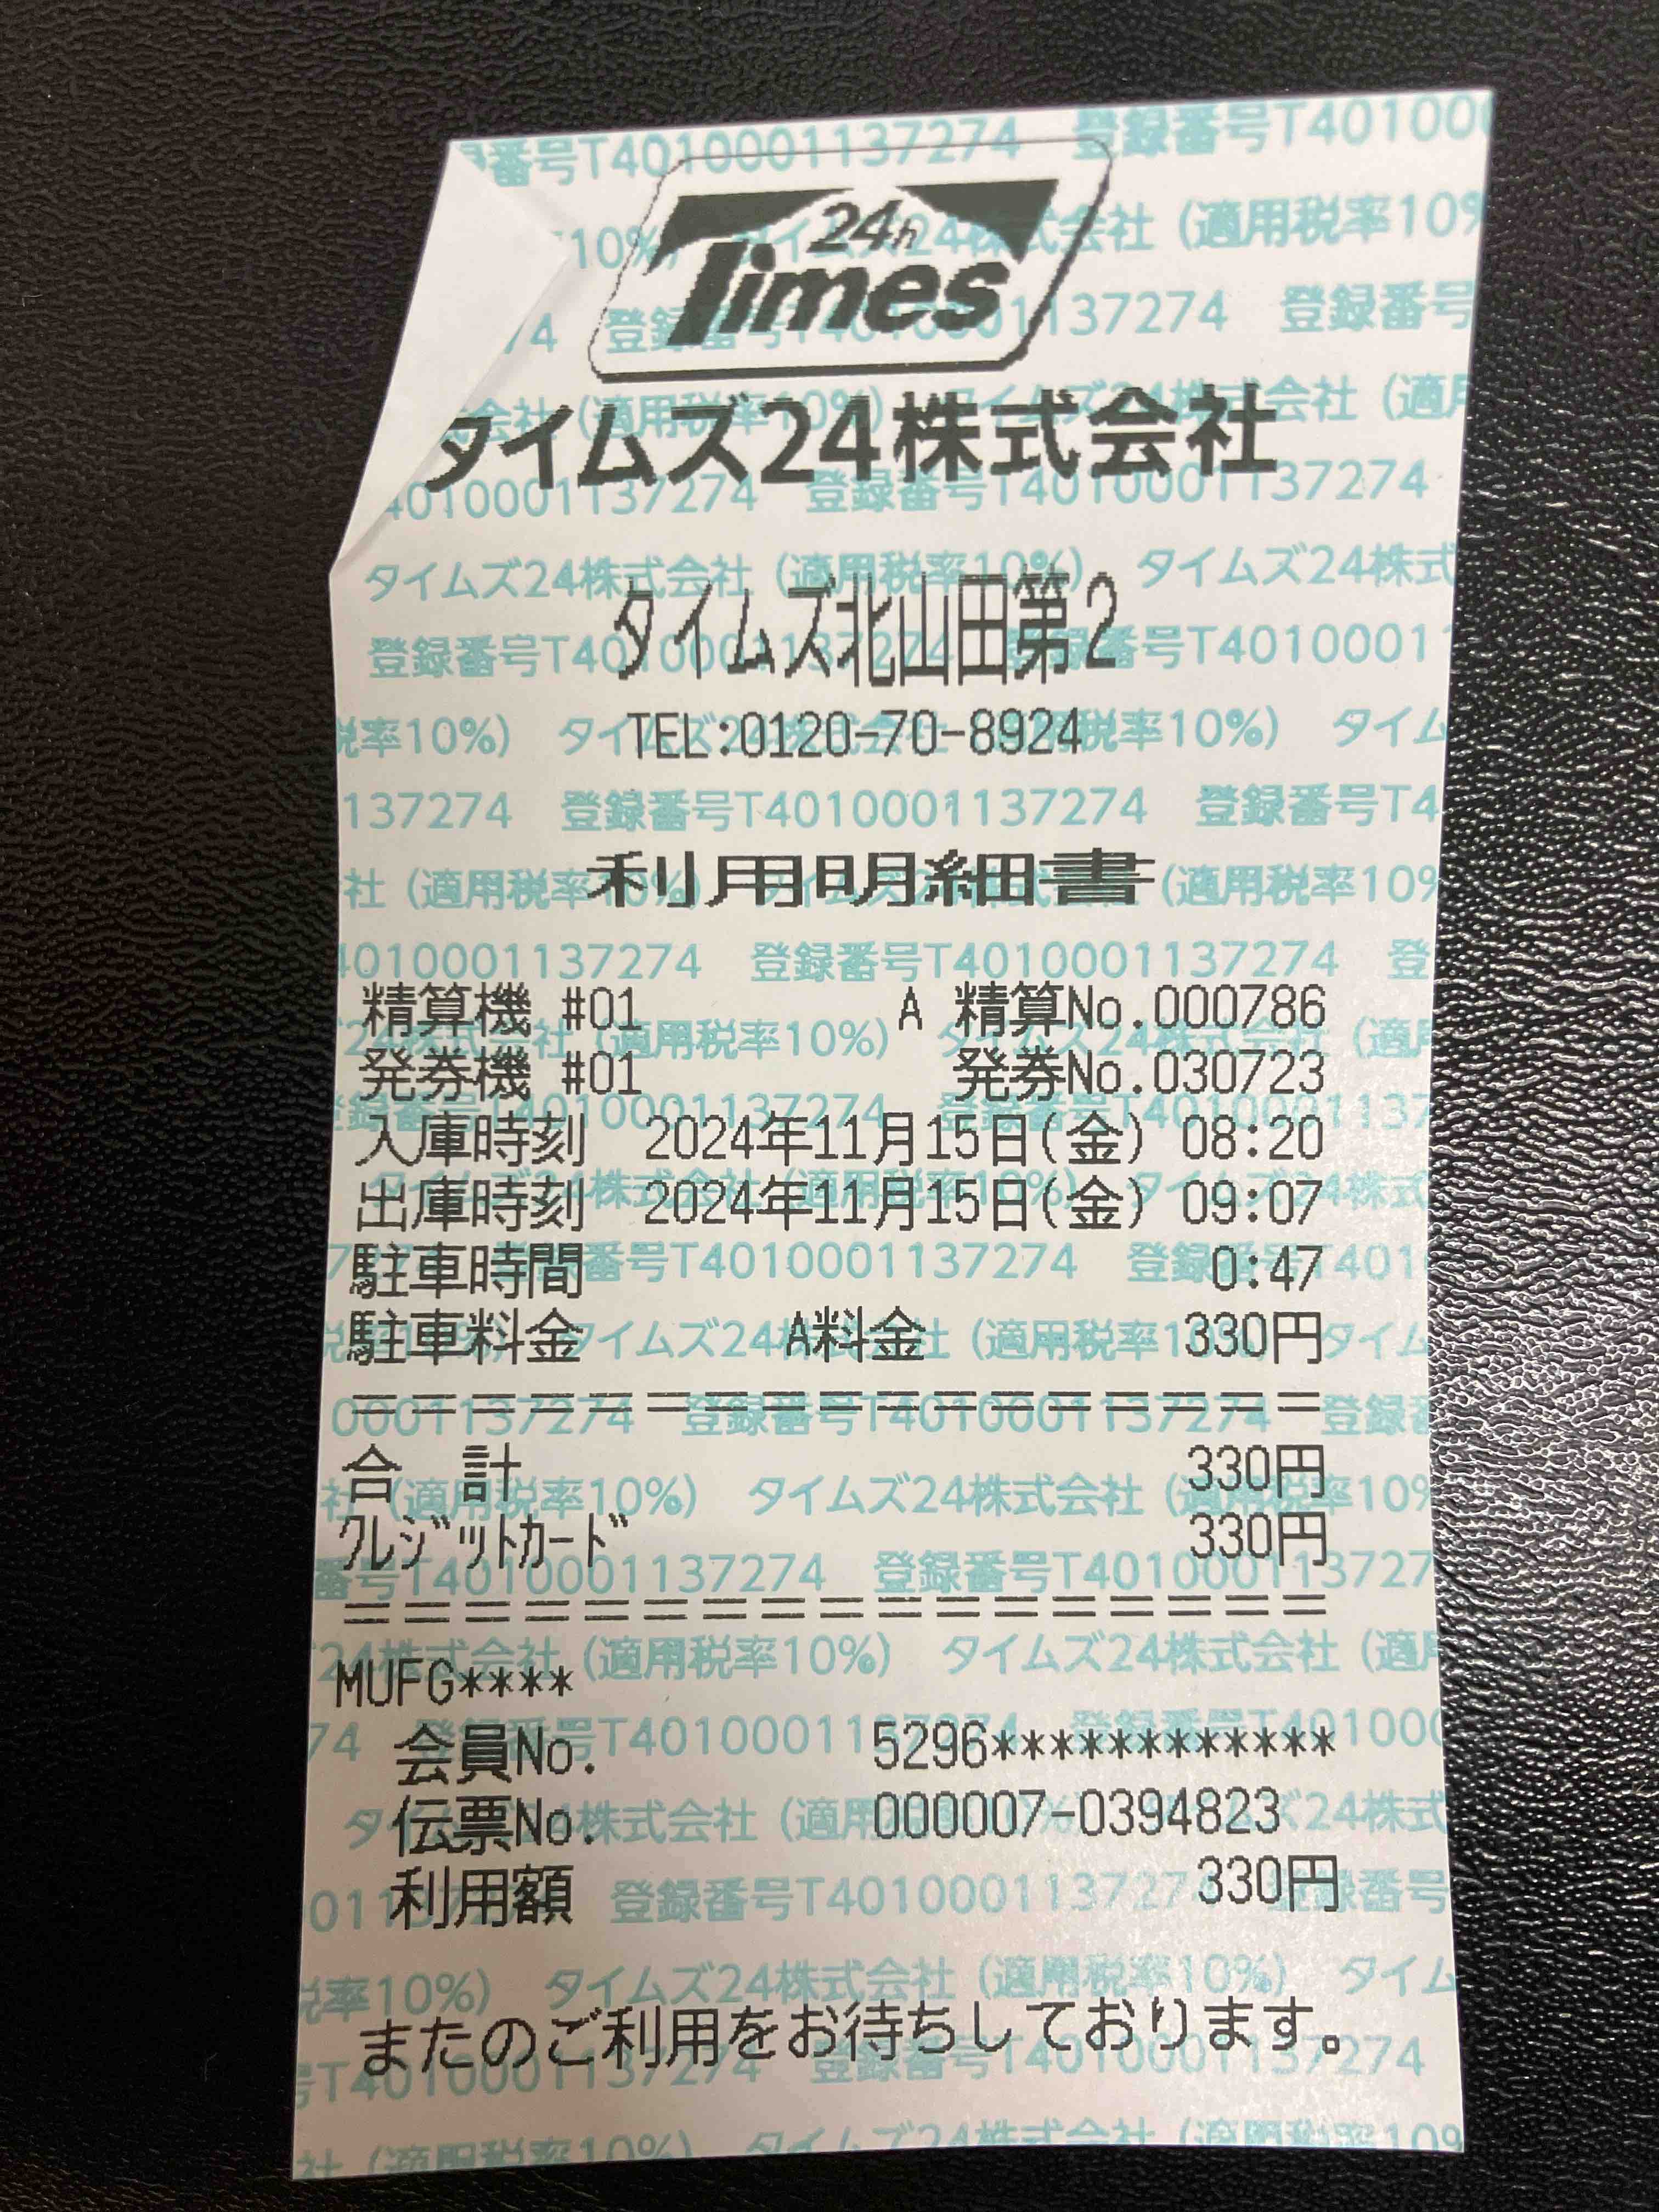 24h
Times
タイムズ24株式会社
タイムズ北山田第2
TEL:0120-70-8924
利用明細書
精算機 #01 A 精算No.000786
発券機 #01 発券No.030723
入庫時刻 2024年11月15日(金) 08:20
出庫時刻 2024年11月15日(金) 09:07
駐車時間 0:47
駐車料金 A料金 330円
合 計 330円
クレジットカード 330円
MUFG****
会員No. 5296************
伝票No. 000007-0394823
利用額 330円
またのご利用をお待ちしております。
登録番号T4010001137274
タイムズ24株式会社 (適用税率10%)